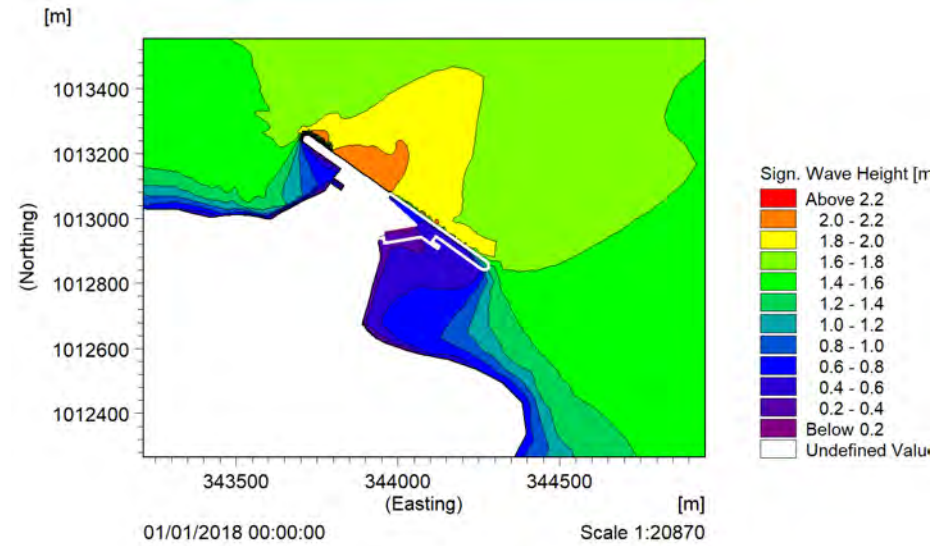 [m]
1013400
1013200
1013000
1012800
1012600
1012400
(Northing)
343500 344000 344500
(Easting) [m]
01/01/2018 00:00:00 Scale 1:20870
Sign. Wave Height [m
Above 2.2
2.0 - 2.2
1.8 - 2.0
1.6 - 1.8
1.4 - 1.6
1.2 - 1.4
1.0 - 1.2
0.8 - 1.0
0.6 - 0.8
0.4 - 0.6
0.2 - 0.4
Below 0.2
Undefined Valu